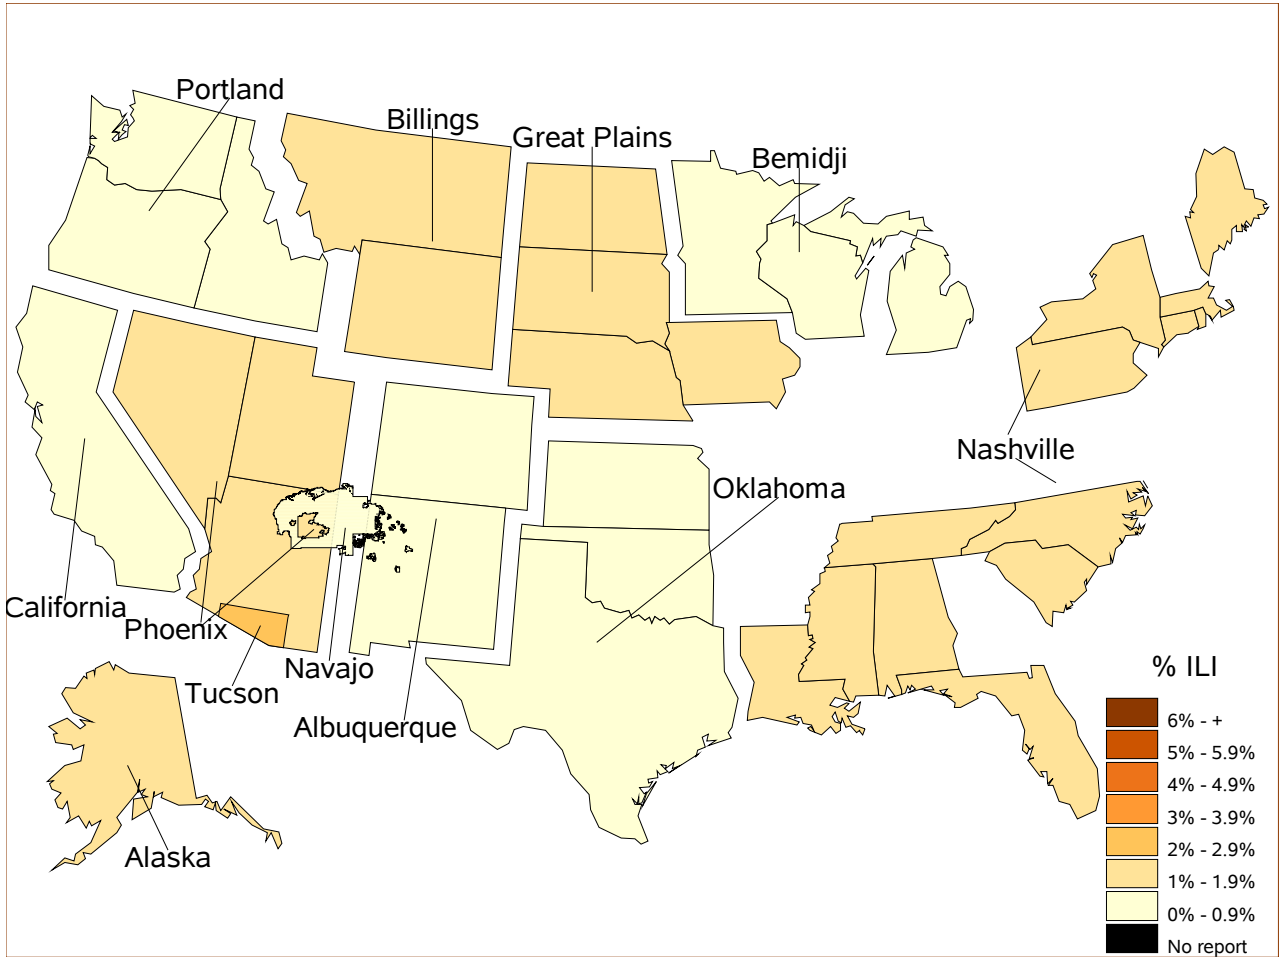 Portland
Billings
Great Plains
Bemidji
Nashville
Oklahoma
California
Phoenix
Navajo
Tucson
Albuquerque
Alaska
% ILI
6% - +
5% - 5.9%
4% - 4.9%
3% - 3.9%
2% - 2.9%
1% - 1.9%
0% - 0.9%
No report